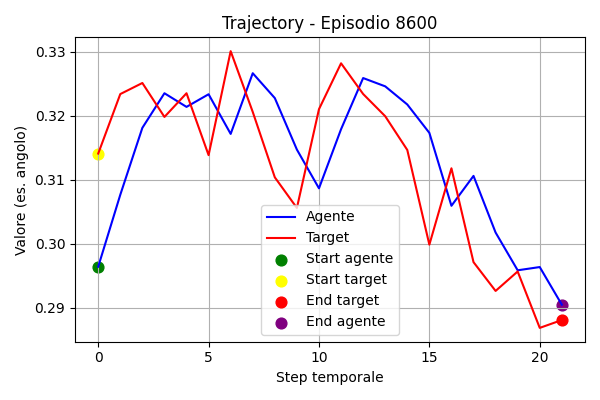 Trajectory - Episodio 8600
Valore (es. angolo)
0.33
0.32
0.31
0.30
0.29
Agente
Target
Start agente
Start target
End target
End agente
0 5 10 15 20
Step temporale